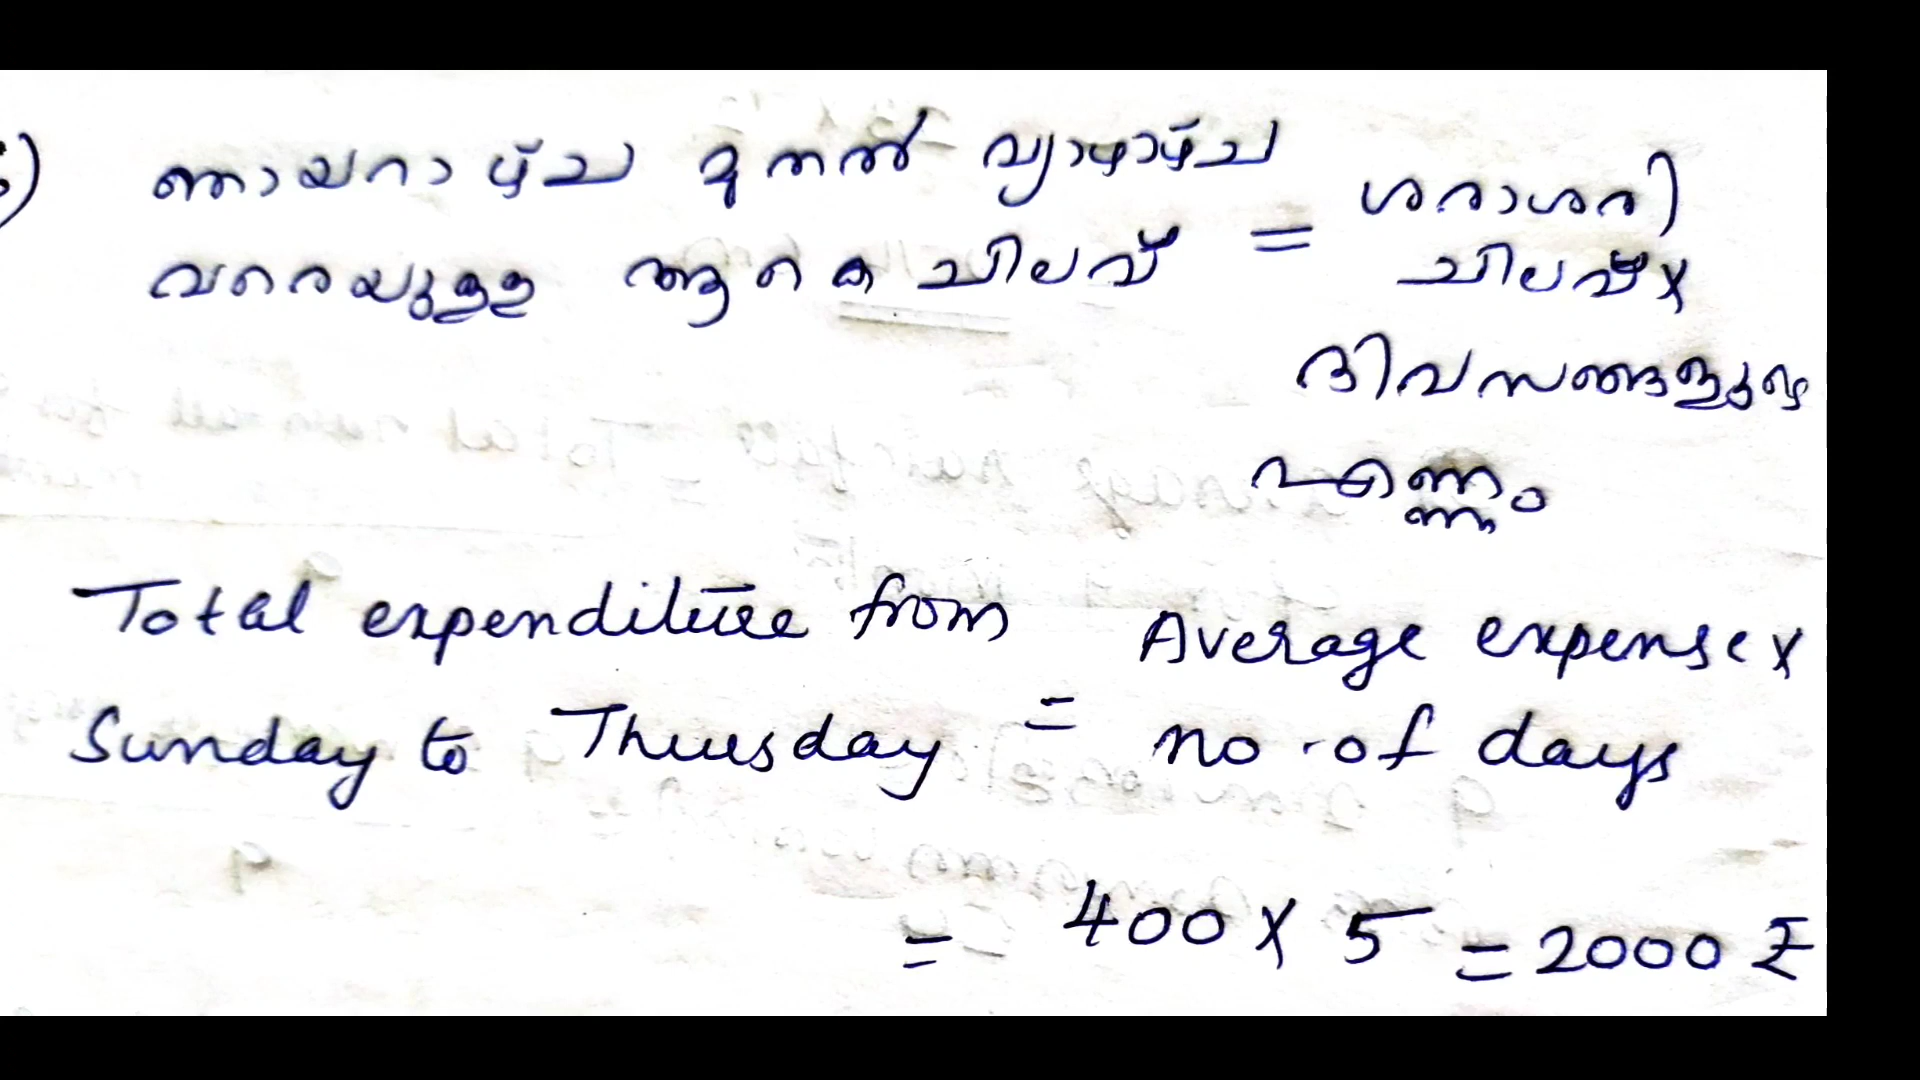 ഞായറാഴ്ച മുതൽ വ്യാഴാഴ്ച
വരെയുള്ള ആകെ ചിലവ് = ശരാശരി
ചിലവ് x
ദിവസങ്ങളുടെ
എണ്ണം
Total expenditure from
Sunday to Thursday = Average expense x
no. of days
= 400 x 5 = 2000 ₹